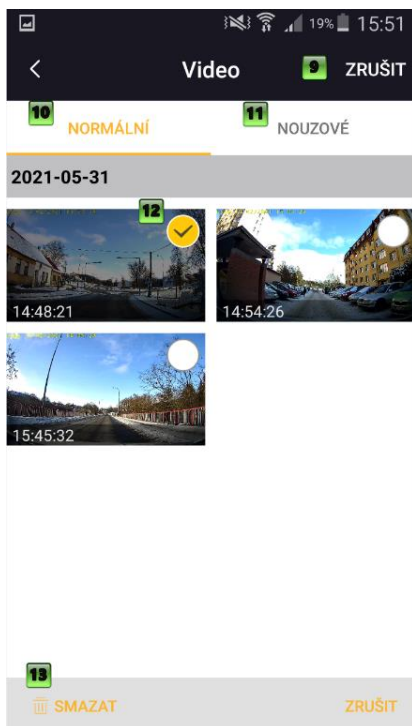 19% 15:51
Video 9 ZRUŠIT
10 NORMÁLNÍ 11 NOUZOVÉ
2021-05-31
12
14:48:21 14:54:26
15:45:32
13
SMAZAT ZRUŠIT